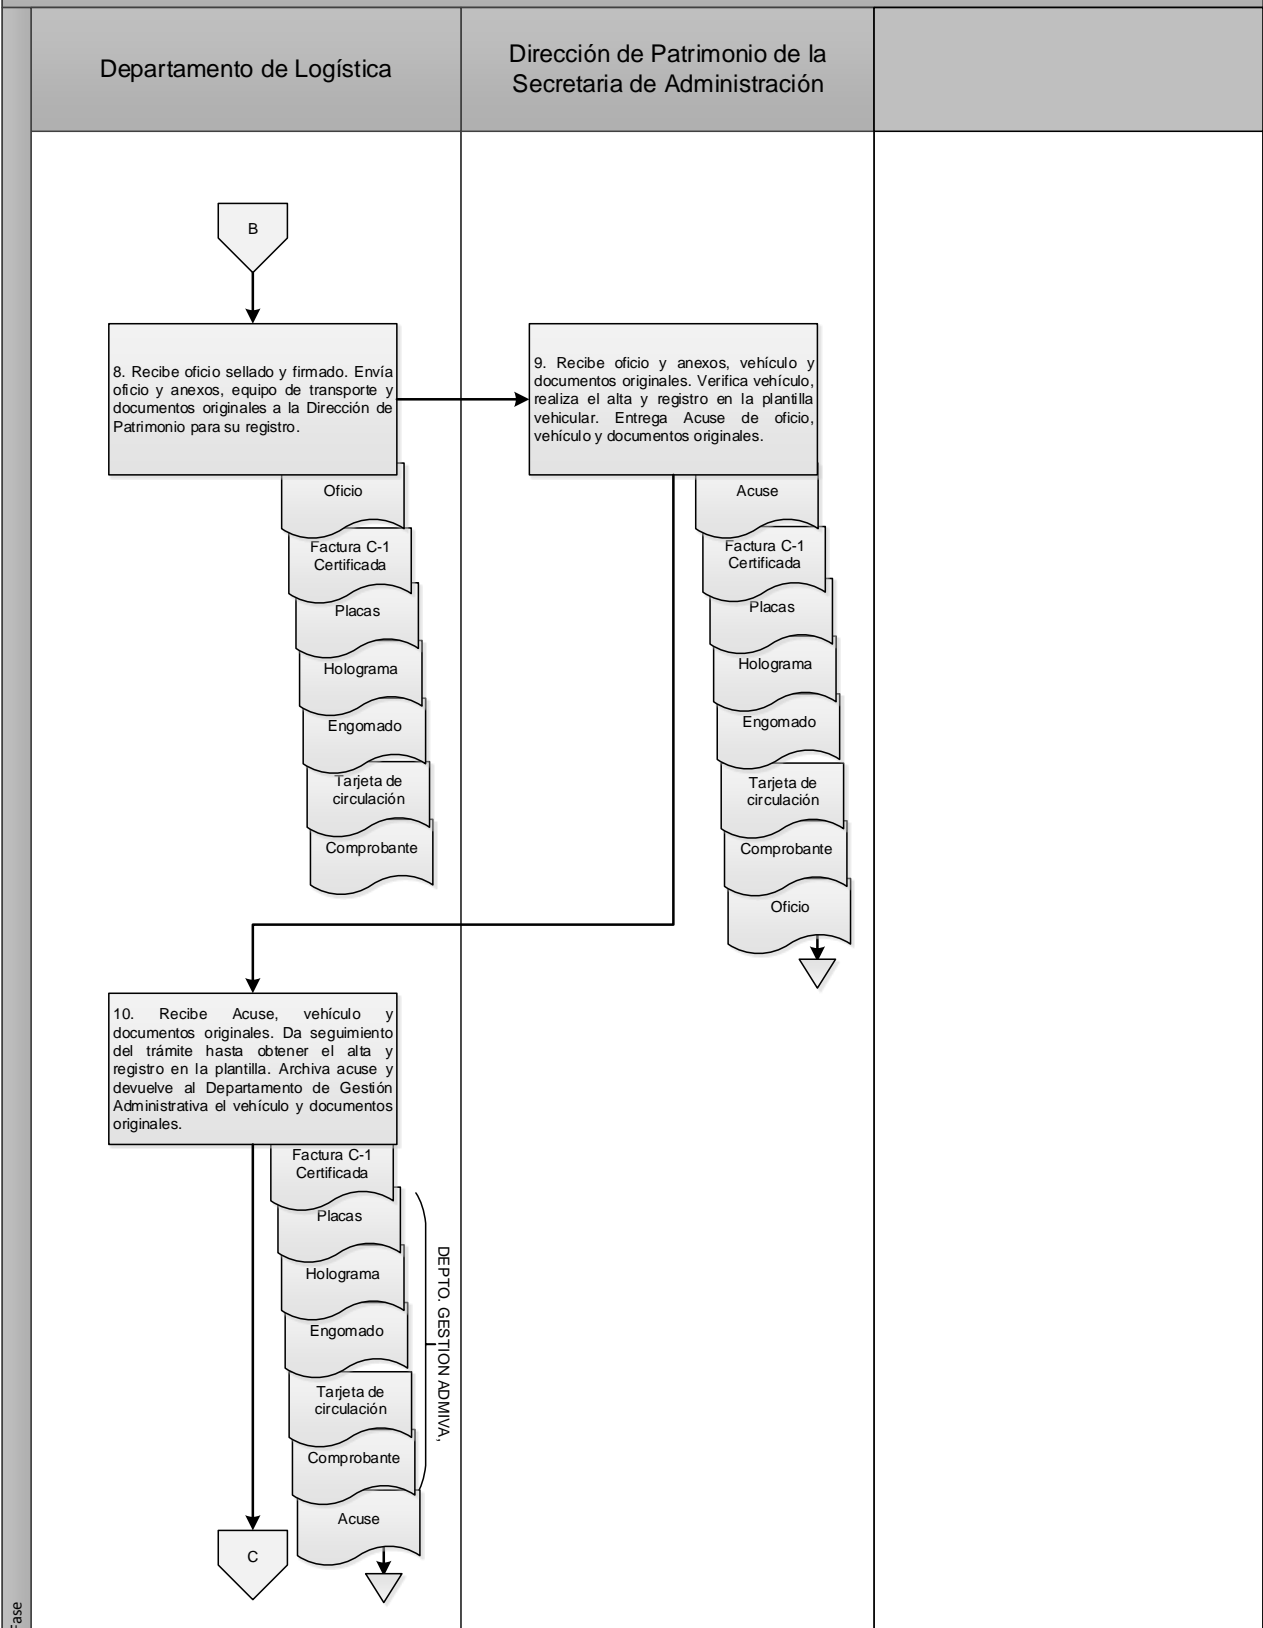 Departamento de Logística
Dirección de Patrimonio de la
Secretaria de Administración
B
8. Recibe oficio sellado y firmado. Envía
oficio y anexos, equipo de transporte y
documentos originales a la Dirección de
Patrimonio para su registro.
Oficio
Factura C-1
Certificada
Placas
Holograma
Engomado
Tarjeta de
circulación
Comprobante
9. Recibe oficio y anexos, vehículo y
documentos originales. Verifica vehículo,
realiza el alta y registro en la plantilla
vehicular. Entrega Acuse de oficio,
vehículo y documentos originales.
Acuse
Factura C-1
Certificada
Placas
Holograma
Engomado
Tarjeta de
circulación
Comprobante
Oficio
10. Recibe Acuse, vehículo y
documentos originales. Da seguimiento
del trámite hasta obtener el alta y
registro en la plantilla. Archiva acuse y
devuelve al Departamento de Gestión
Administrativa el vehículo y documentos
originales.
Factura C-1
Certificada
Placas
Holograma
Engomado
Tarjeta de
circulación
Comprobante
Acuse
DEPTO. GESTION ADMIVA,
C
Fase